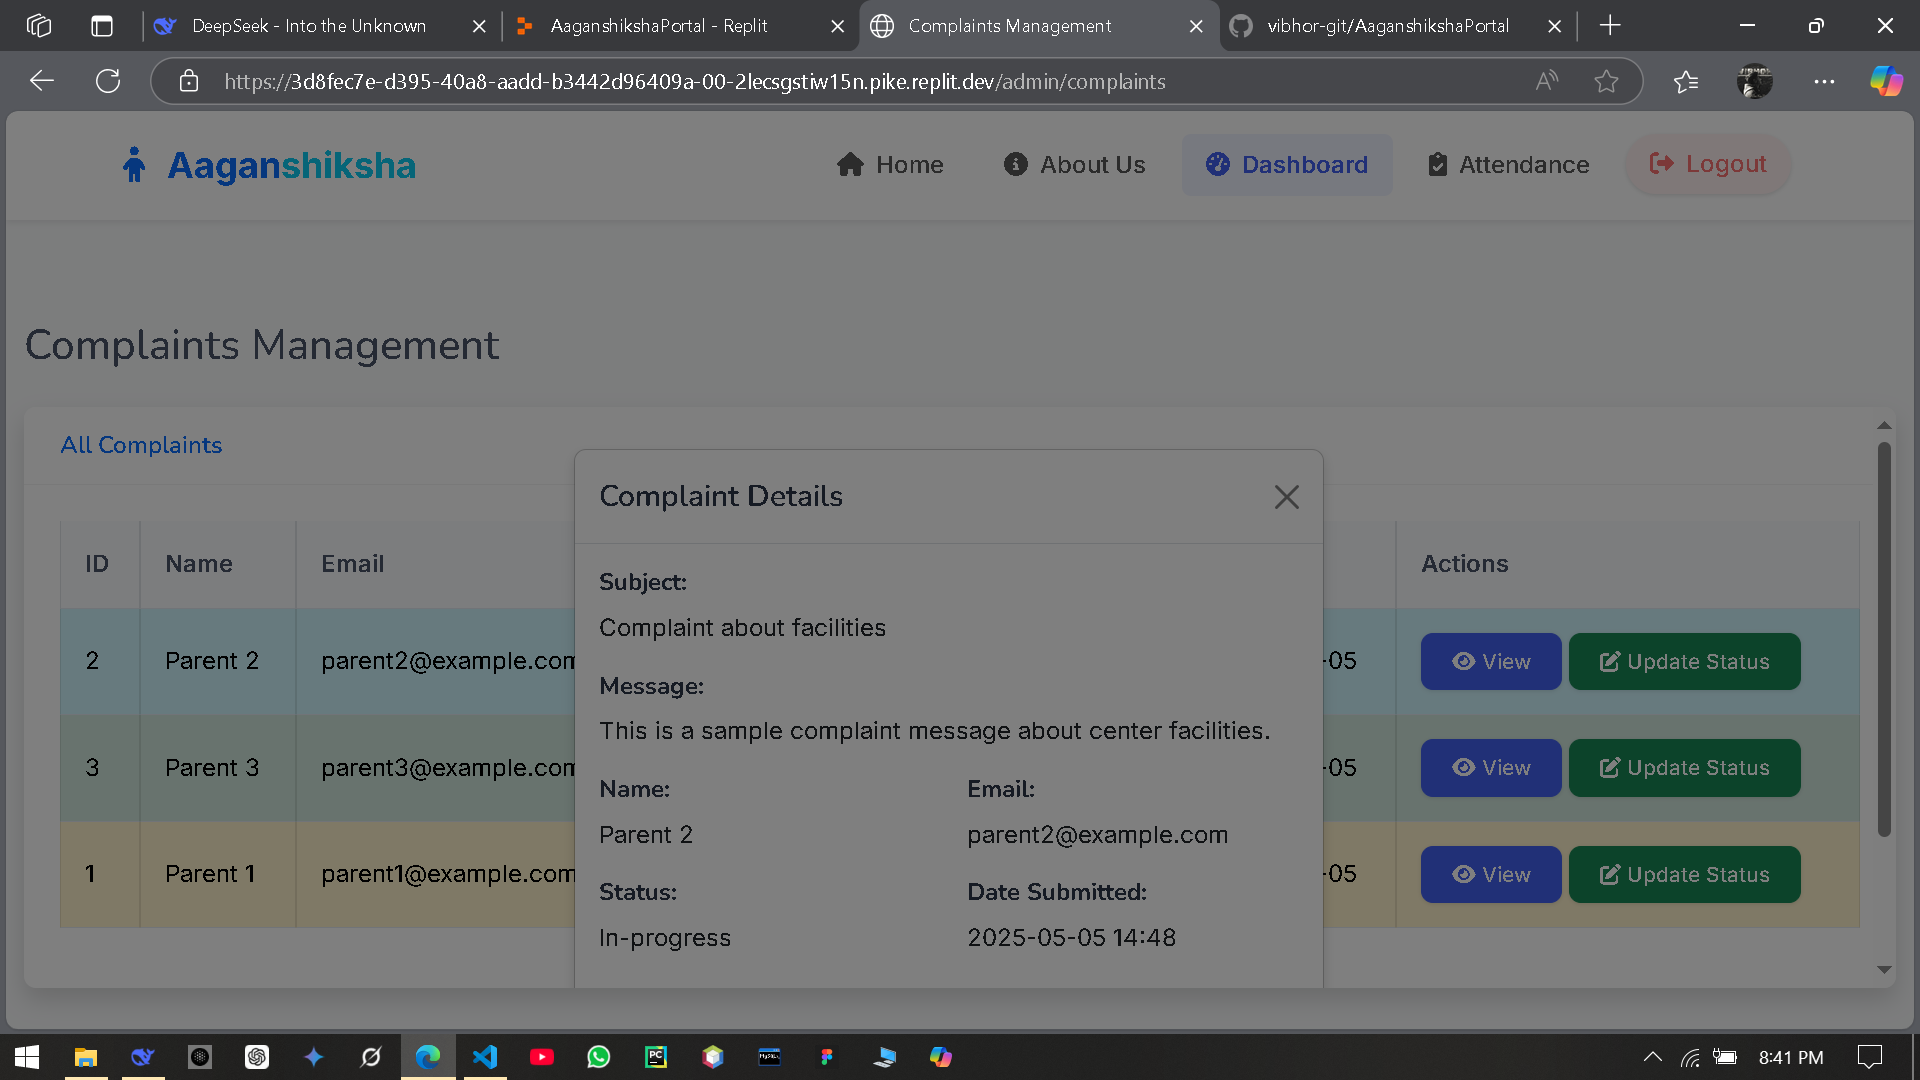 DeepSeek - Into the Unknown
AaganshikshaPortal - Replit
Complaints Management
vibhor-git/AaganshikshaPortal
https://3d8fec7e-d395-40a8-aadd-b3442d96409a-00-2lecsgstiw15n.pike.replit.dev/admin/complaints
Aaganshiksha
Home
About Us
Dashboard
Attendance
Logout
Complaints Management
All Complaints
Complaint Details
Subject:
Complaint about facilities
Message:
This is a sample complaint message about center facilities.
Name:
Email:
Parent 2
parent2@example.com
Status:
Date Submitted:
In-progress
2025-05-05 14:48
ID Name Email Actions
2 Parent 2 parent2@example.com -05 View Update Status
3 Parent 3 parent3@example.com -05 View Update Status
1 Parent 1 parent1@example.com -05 View Update Status
PC
MySQL
8:41 PM